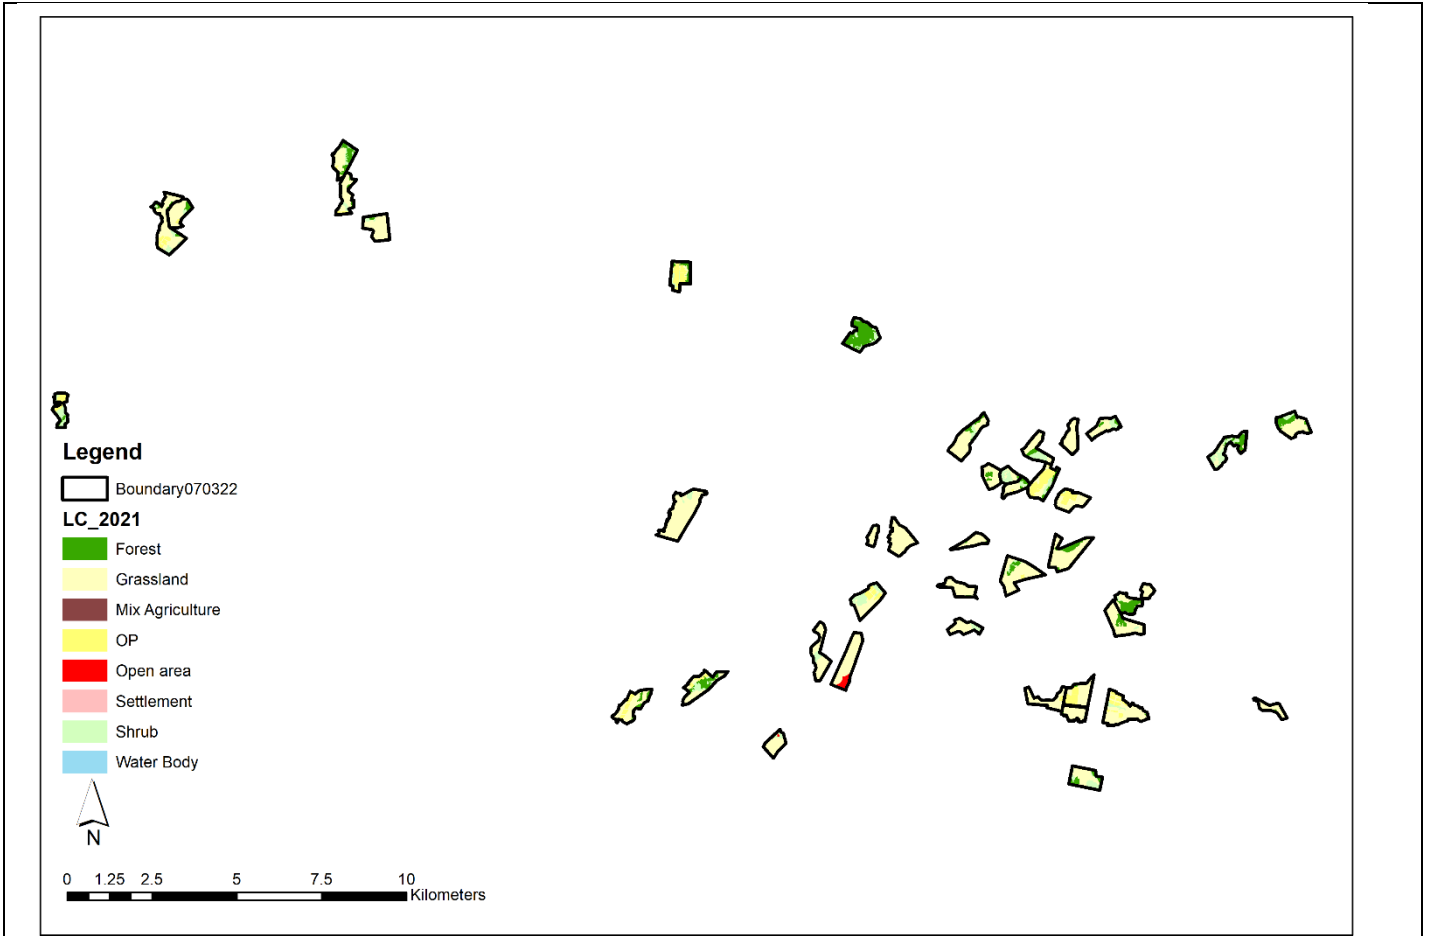 Legend
Boundary070322
LC_2021
Forest
Grassland
Mix Agriculture
OP
Open area
Settlement
Shrub
Water Body
N
0 1.25 2.5 5 7.5 10
Kilometers